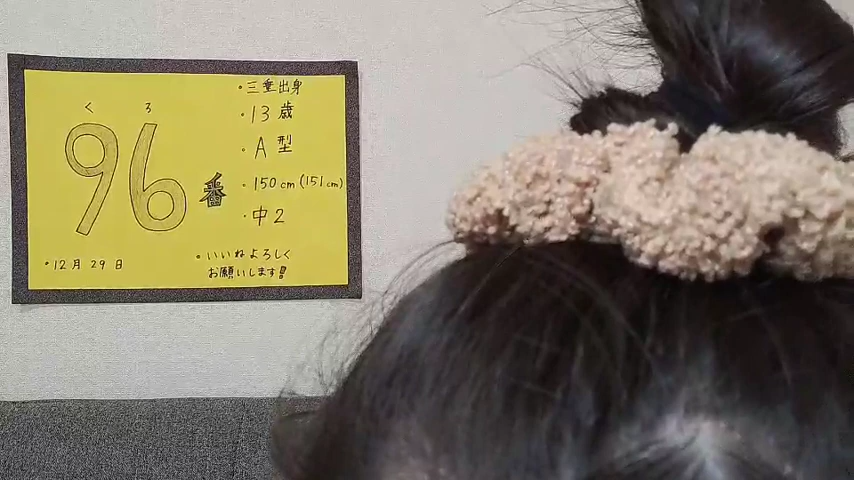 くろ
96番
・12月29日
・三重出身
・13歳
・A型
・150cm(151cm)
・中2
・いいねよろしく
お願いします!!